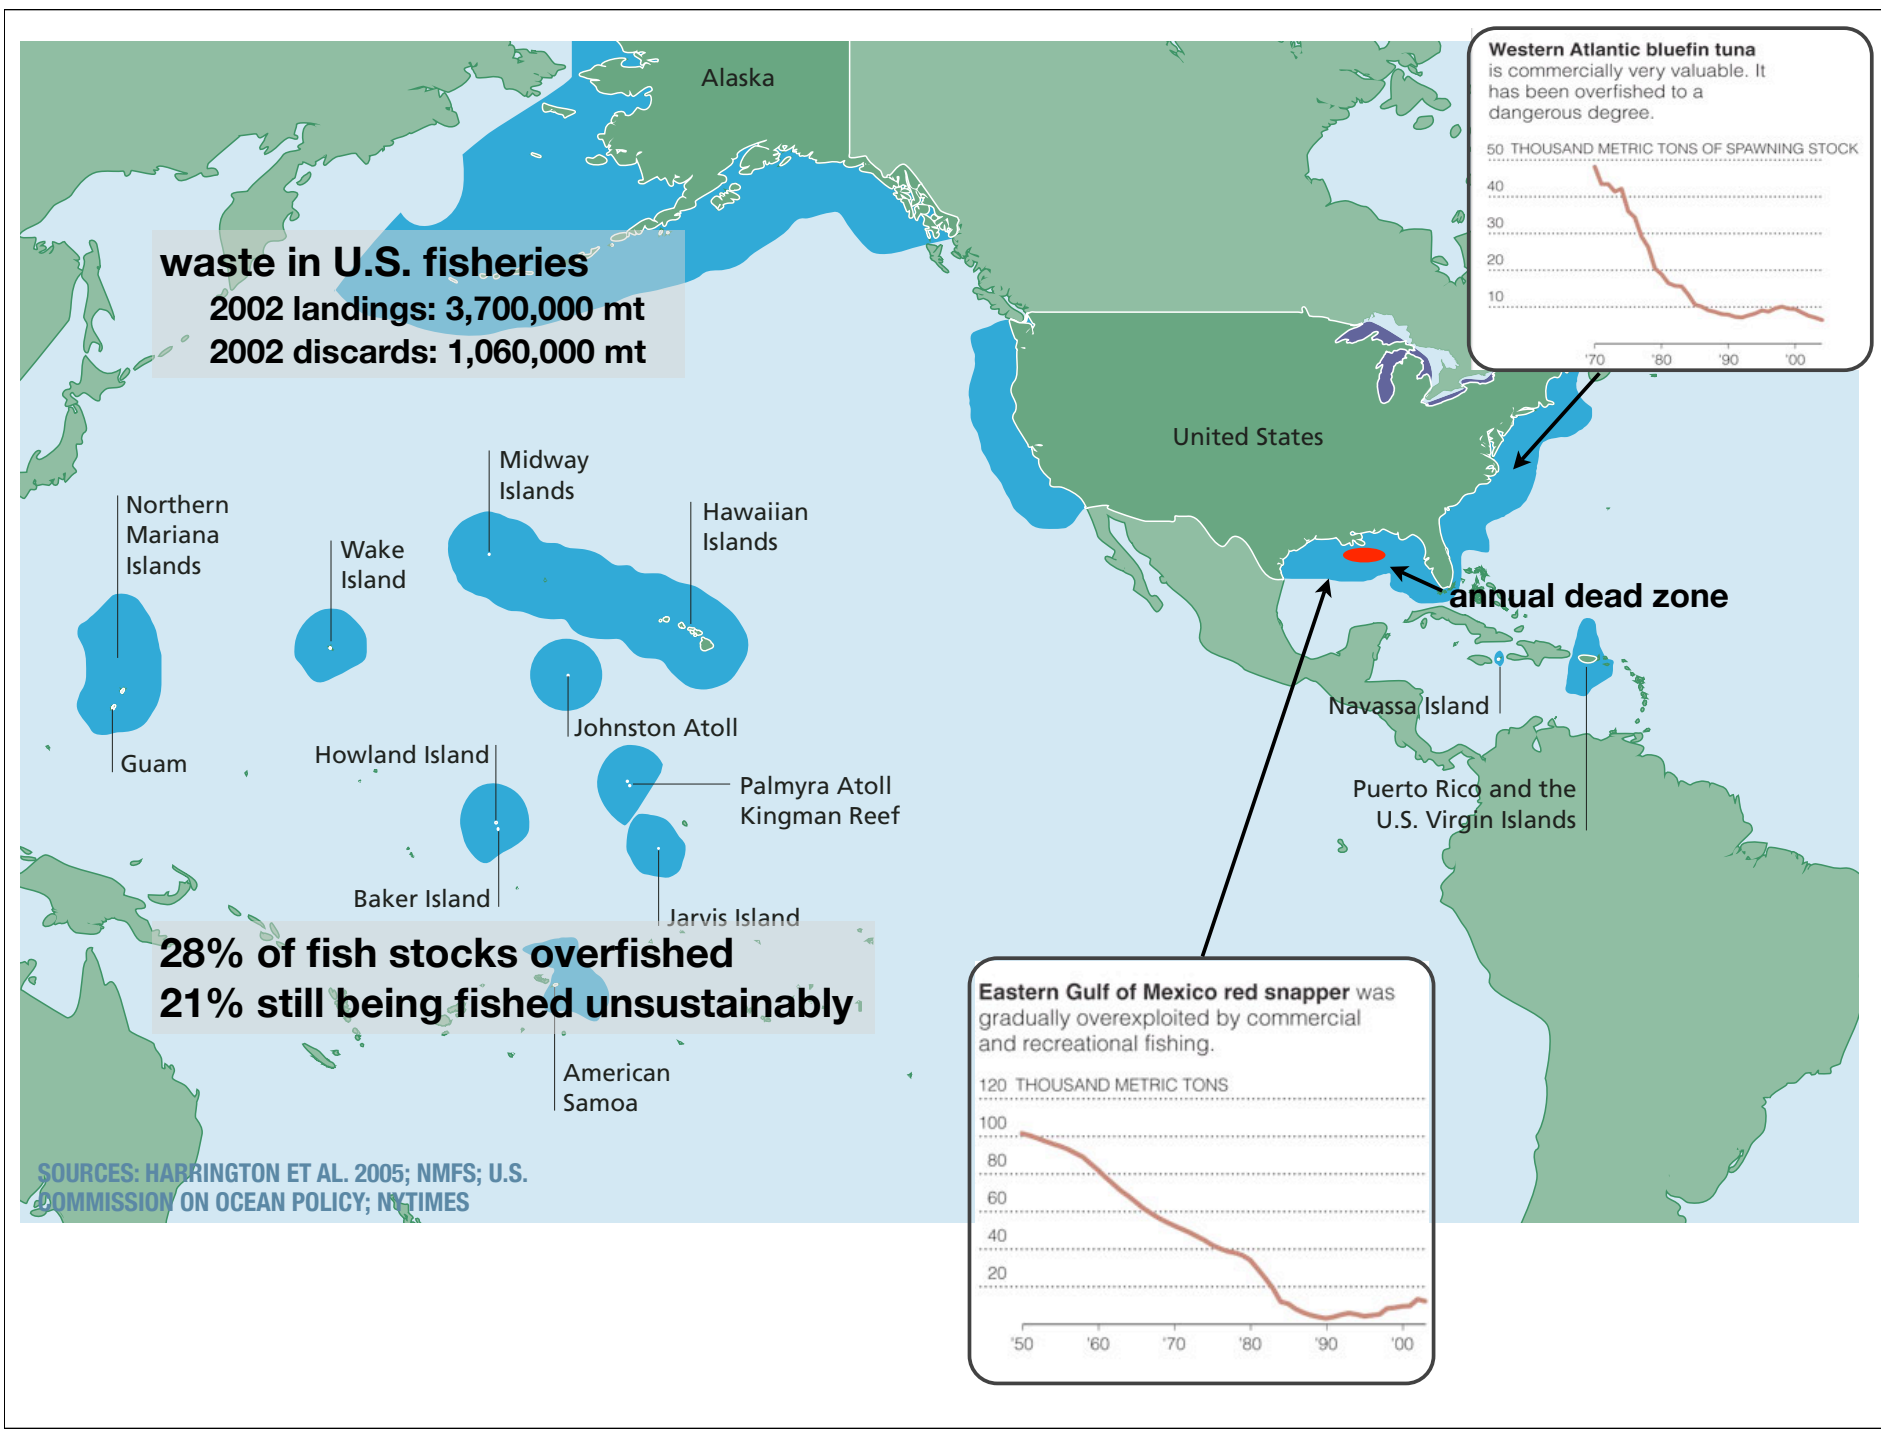 Western Atlantic bluefin tuna
is commercially very valuable. It
has been overfished to a
dangerous degree.
50 THOUSAND METRIC TONS OF SPAWNING STOCK
40
30
20
10
'70 '80 '90 '00
Alaska
waste in U.S. fisheries
2002 landings: 3,700,000 mt
2002 discards: 1,060,000 mt
United States
Midway
Islands
Northern
Mariana
Islands
Wake
Island
Hawaiian
Islands
annual dead zone
Navassa Island
Johnston Atoll
Guam
Howland Island
Palmyra Atoll
Kingman Reef
Puerto Rico and the
U.S. Virgin Islands
Baker Island
Jarvis Island
28% of fish stocks overfished
21% still being fished unsustainably
American
Samoa
Eastern Gulf of Mexico red snapper was
gradually overexploited by commercial
and recreational fishing.
120 THOUSAND METRIC TONS
100
80
60
40
20
'50 '60 '70 '80 '90 '00
SOURCES: HARRINGTON ET AL. 2005; NMFS; U.S.
COMMISSION ON OCEAN POLICY; NYTIMES